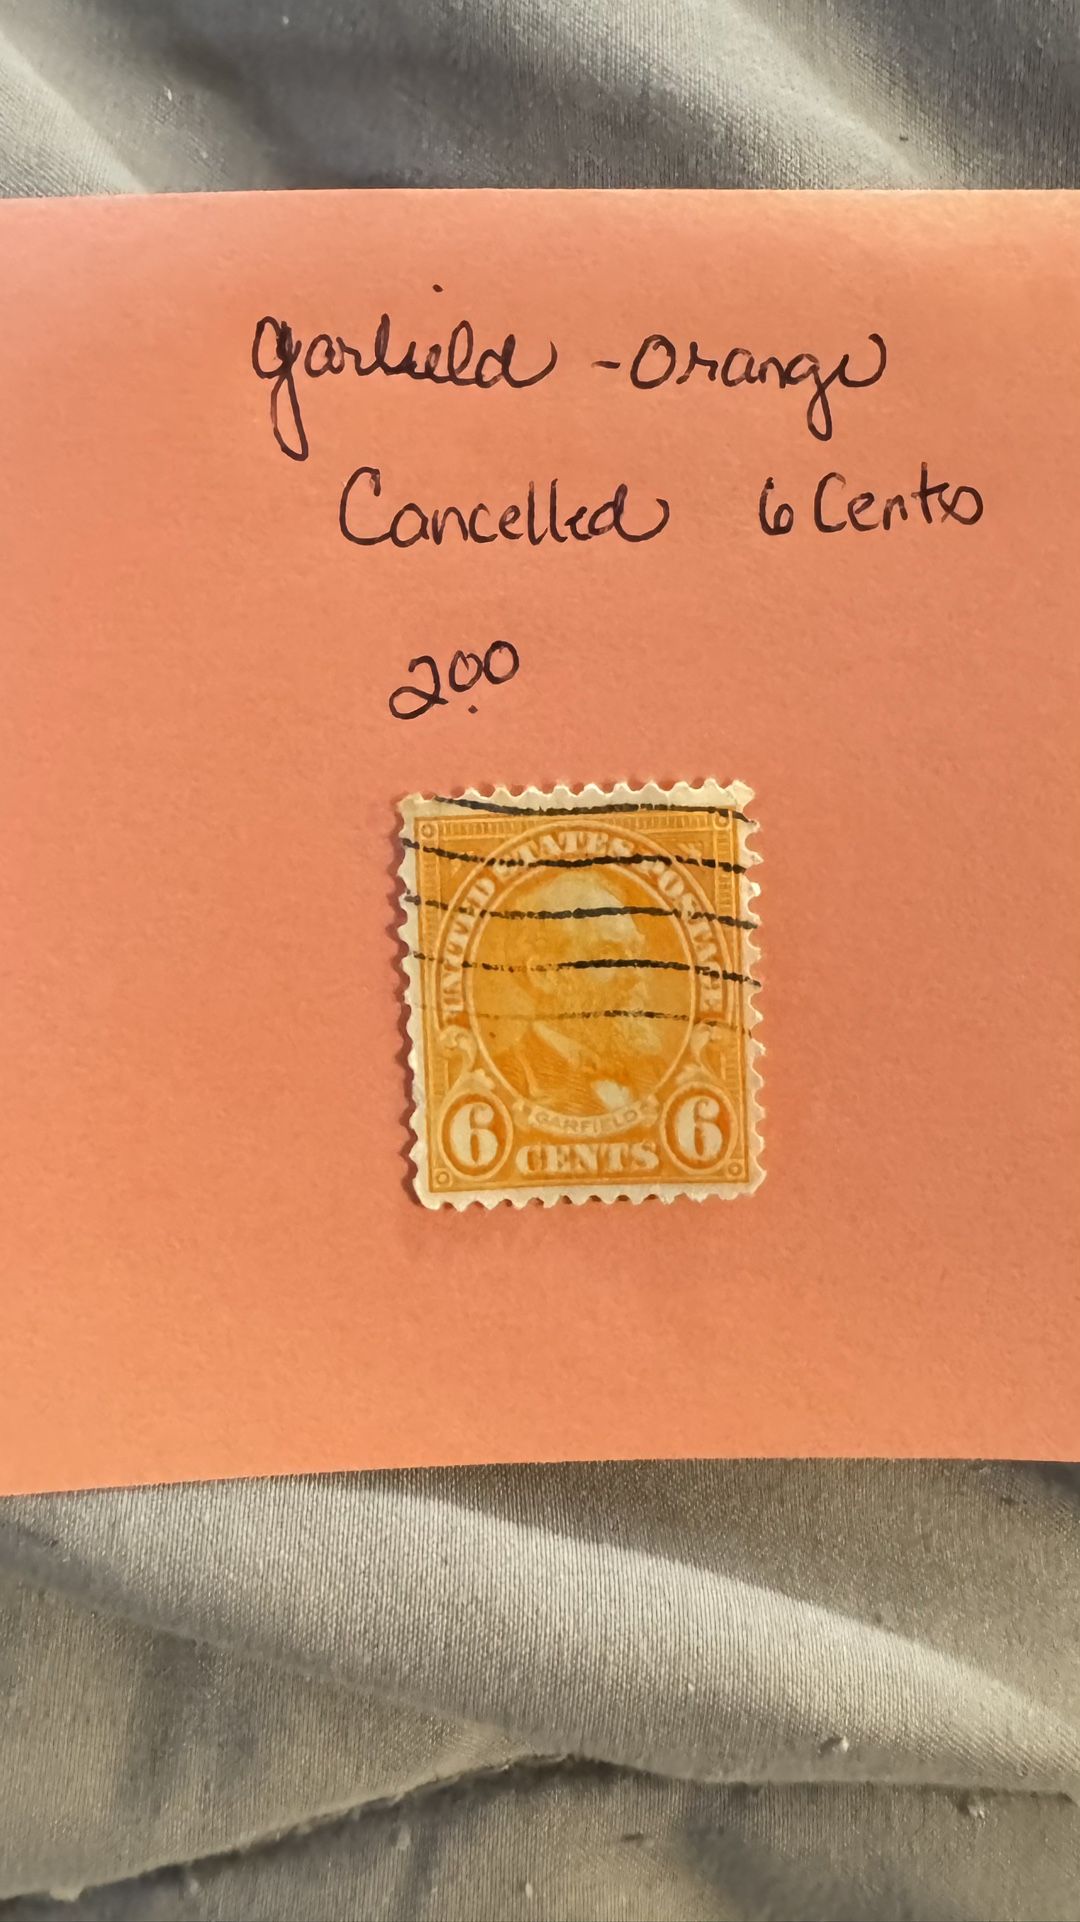 Garfield - Orange
Cancelled 6 Cents
2.00
UNITED STATES POSTAGE
GARFIELD
6 CENTS 6